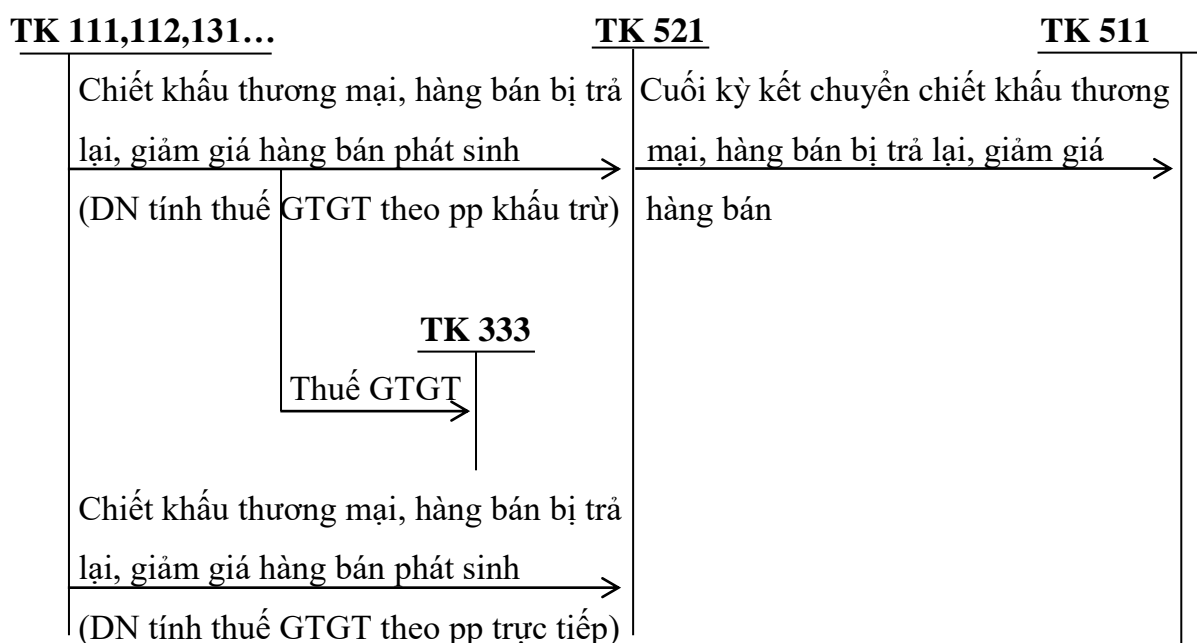 TK 111,112,131… TK 521 TK 511
Chiết khấu thương mại, hàng bán bị trả Cuối kỳ kết chuyển chiết khấu thương
lại, giảm giá hàng bán phát sinh mại, hàng bán bị trả lại, giảm giá
(DN tính thuế GTGT theo pp khấu trừ) hàng bán
TK 333
Thuế GTGT
Chiết khấu thương mại, hàng bán bị trả
lại, giảm giá hàng bán phát sinh
(DN tính thuế GTGT theo pp trực tiếp)